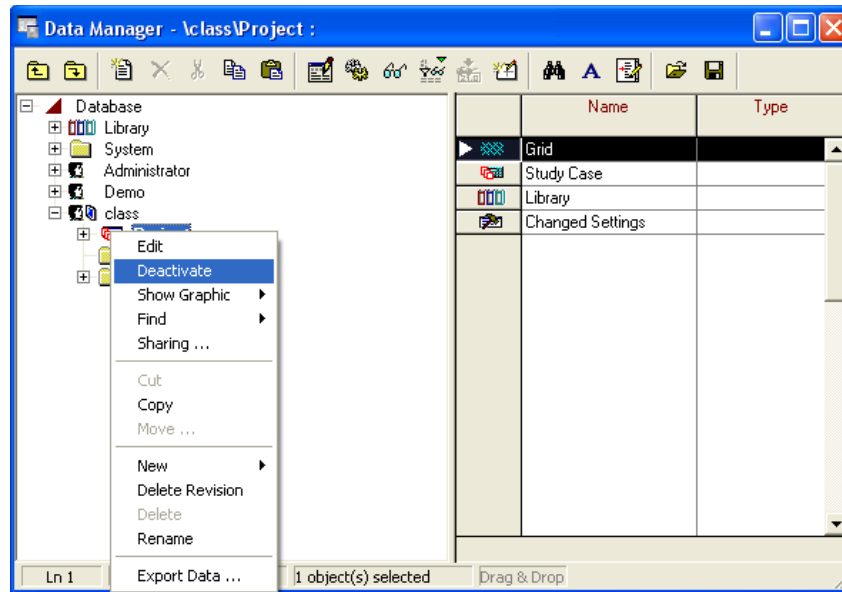 Data Manager - \class\Project :
Database
Library
System
Administrator
Demo
class
Edit
Deactivate
Show Graphic
Find
Sharing ...
Cut
Copy
Move ...
New
Delete Revision
Delete
Rename
Export Data ...
Name Type
Grid
Study Case
Library
Changed Settings
Ln 1
1 object(s) selected
Drag & Drop